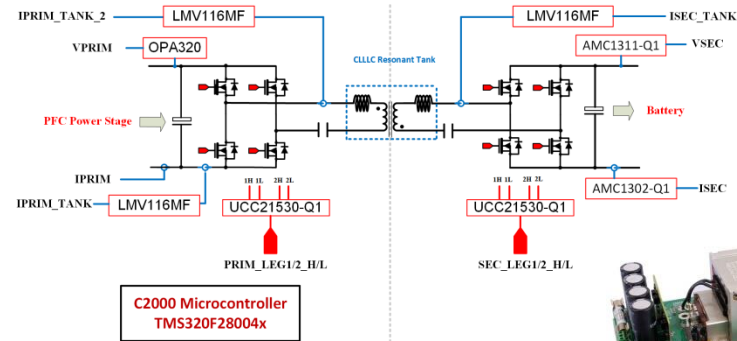 IPRIM_TANK_2
LMV116MF
LMV116MF
ISEC_TANK
VPRIM
OPA320
AMC1311-Q1
VSEC
CLLLC Resonant Tank
PFC Power Stage
Battery
IPRIM
IPRIM_TANK
LMV116MF
1H 1L 2H 2L
1H 1L 2H 2L
AMC1302-Q1
ISEC
UCC21530-Q1
UCC21530-Q1
PRIM_LEG1/2_H/L
SEC_LEG1/2_H/L
C2000 Microcontroller
TMS320F28004x